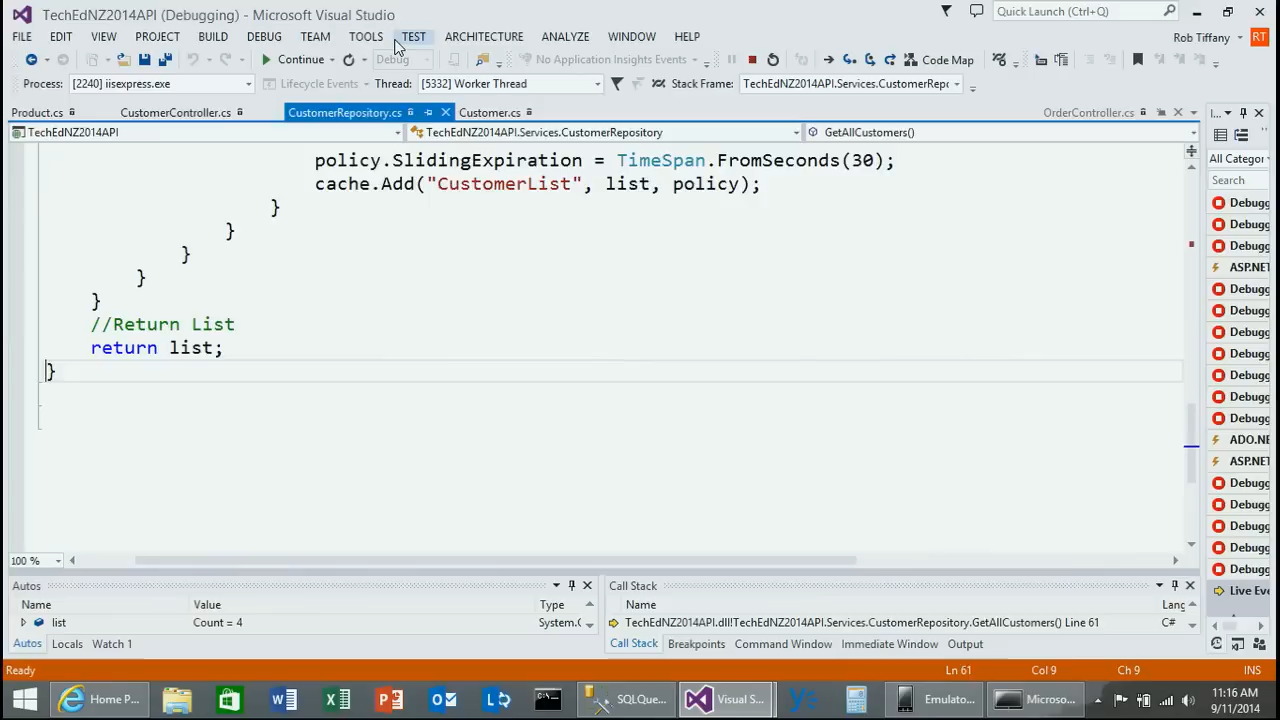 TechEdNZ2014API (Debugging) - Microsoft Visual Studio
Quick Launch (Ctrl+Q)
FILE EDIT VIEW PROJECT BUILD DEBUG TEAM TOOLS TEST ARCHITECTURE ANALYZE WINDOW HELP
Rob Tiffany RT
Continue Debug No Application Insights Events Code Map
Process: [2240] iisexpress.exe Lifecycle Events Thread: [5332] Worker Thread Stack Frame: TechEdNZ2014API.Services.CustomerRepc
Product.cs CustomerController.cs CustomerRepository.cs Customer.cs OrderController.cs
TechEdNZ2014API TechEdNZ2014API.Services.CustomerRepository GetAllCustomers()
All Categor
Search
policy.SlidingExpiration = TimeSpan.FromSeconds(30);
cache.Add("CustomerList", list, policy);
}
}
}
}
}
//Return List
return list;
}
Debugg
Debugg
Debugg
ASP.NET
Debugg
Debugg
Debugg
Debugg
Debugg
Debugg
Debugg
ADO.NE
ASP.NET
Debugg
Debugg
Debugg
Debugg
Debugg
Live Eve
100 %
Autos
Name Value Type
list Count = 4 System.C
Autos Locals Watch 1
Call Stack
Name Lang
TechEdNZ2014API.dll!TechEdNZ2014API.Services.CustomerRepository.GetAllCustomers() Line 61 C#
Call Stack Breakpoints Command Window Immediate Window Output
Ready Ln 61 Col 9 Ch 9 INS
Home P... SQLQue... Visual S... Emulato... Microso...
11:16 AM
9/11/2014